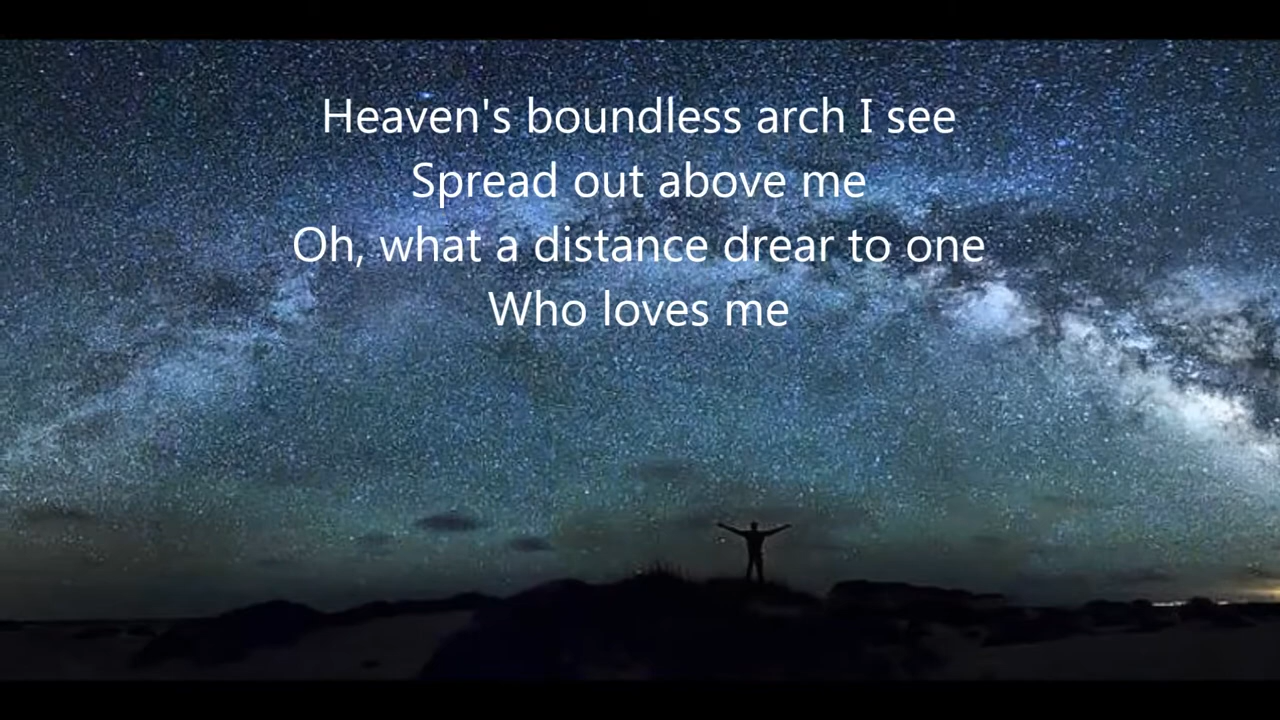 Heaven's boundless arch I see
Spread out above me
Oh, what a distance drear to one
Who loves me